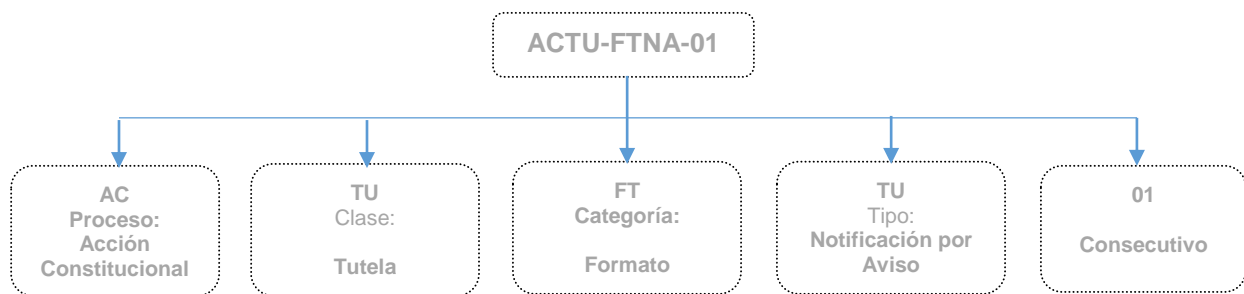 ACTU-FTNA-01
AC
Proceso:
Acción
Constitucional
TU
Clase:
Tutela
FT
Categoría:
Formato
TU
Tipo:
Notificación por
Aviso
01
Consecutivo